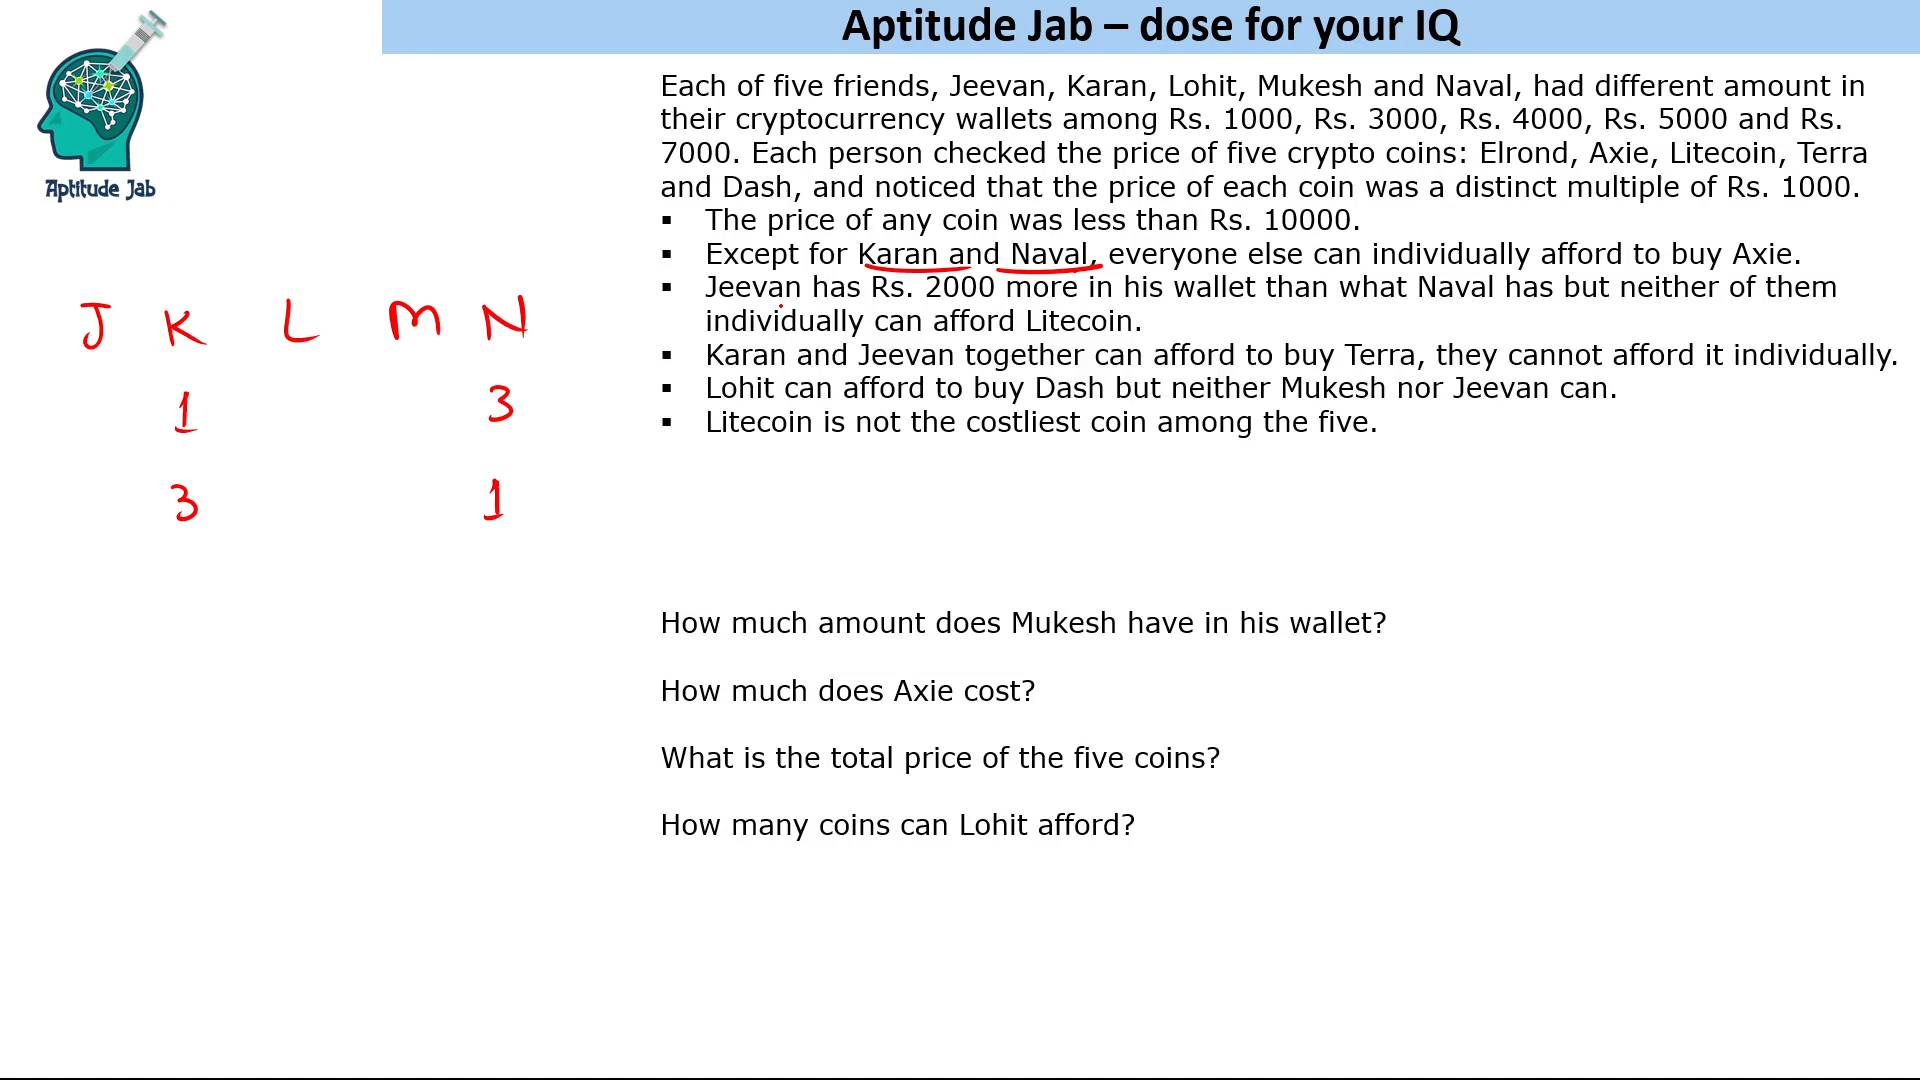 Aptitude Jab – dose for your IQ
Aptitude Jab
Each of five friends, Jeevan, Karan, Lohit, Mukesh and Naval, had different amount in
their cryptocurrency wallets among Rs. 1000, Rs. 3000, Rs. 4000, Rs. 5000 and Rs.
7000. Each person checked the price of five crypto coins: Elrond, Axie, Litecoin, Terra
and Dash, and noticed that the price of each coin was a distinct multiple of Rs. 1000.
▪ The price of any coin was less than Rs. 10000.
▪ Except for Karan and Naval, everyone else can individually afford to buy Axie.
▪ Jeevan has Rs. 2000 more in his wallet than what Naval has but neither of them
individually can afford Litecoin.
▪ Karan and Jeevan together can afford to buy Terra, they cannot afford it individually.
▪ Lohit can afford to buy Dash but neither Mukesh nor Jeevan can.
▪ Litecoin is not the costliest coin among the five.
J K L M N
1 3
3 1
How much amount does Mukesh have in his wallet?
How much does Axie cost?
What is the total price of the five coins?
How many coins can Lohit afford?